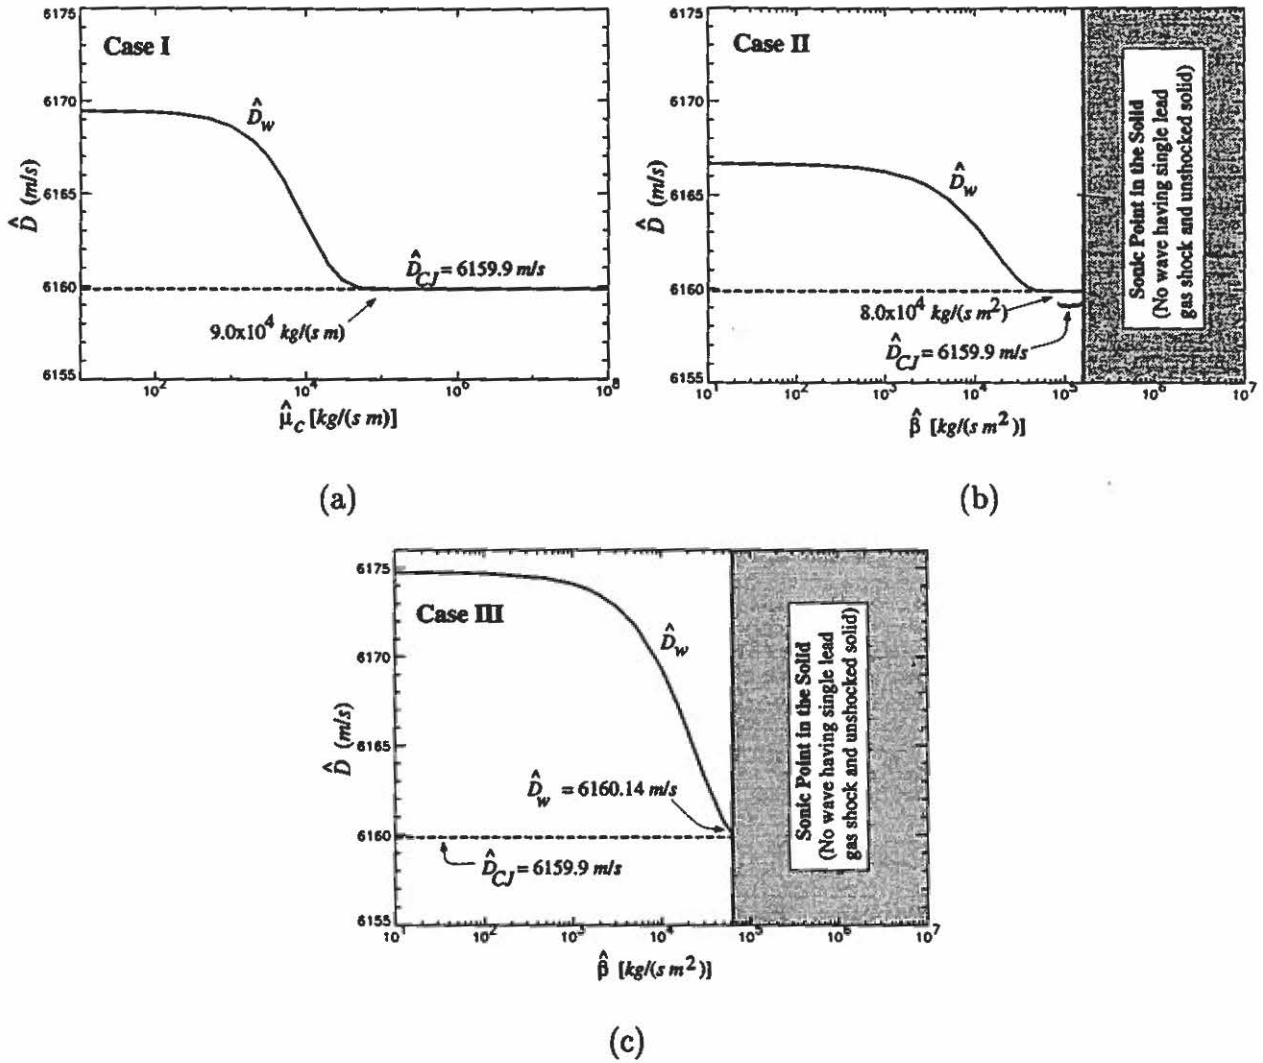 6175
6170
6165
6160
6155
D̂ (m/s)
Case I
D̂_w
D̂_CJ = 6159.9 m/s
9.0x10^4 kg/(s m)
10^2
10^4
10^6
10^8
μ̂_C [kg/(s m)]
(a)
6175
6170
6165
6160
6155
D̂ (m/s)
Case II
D̂_w
8.0x10^4 kg/(s m^2)
D̂_CJ = 6159.9 m/s
Sonic Point in the Solid
(No wave having single lead
gas shock and unshocked solid)
10^1
10^2
10^3
10^4
10^5
10^6
10^7
β̂ [kg/(s m^2)]
(b)
6175
6170
6165
6160
6155
D̂ (m/s)
Case III
D̂_w
D̂_w = 6160.14 m/s
D̂_CJ = 6159.9 m/s
Sonic Point in the Solid
(No wave having single lead
gas shock and unshocked solid)
10^1
10^2
10^3
10^4
10^5
10^6
10^7
β̂ [kg/(s m^2)]
(c)